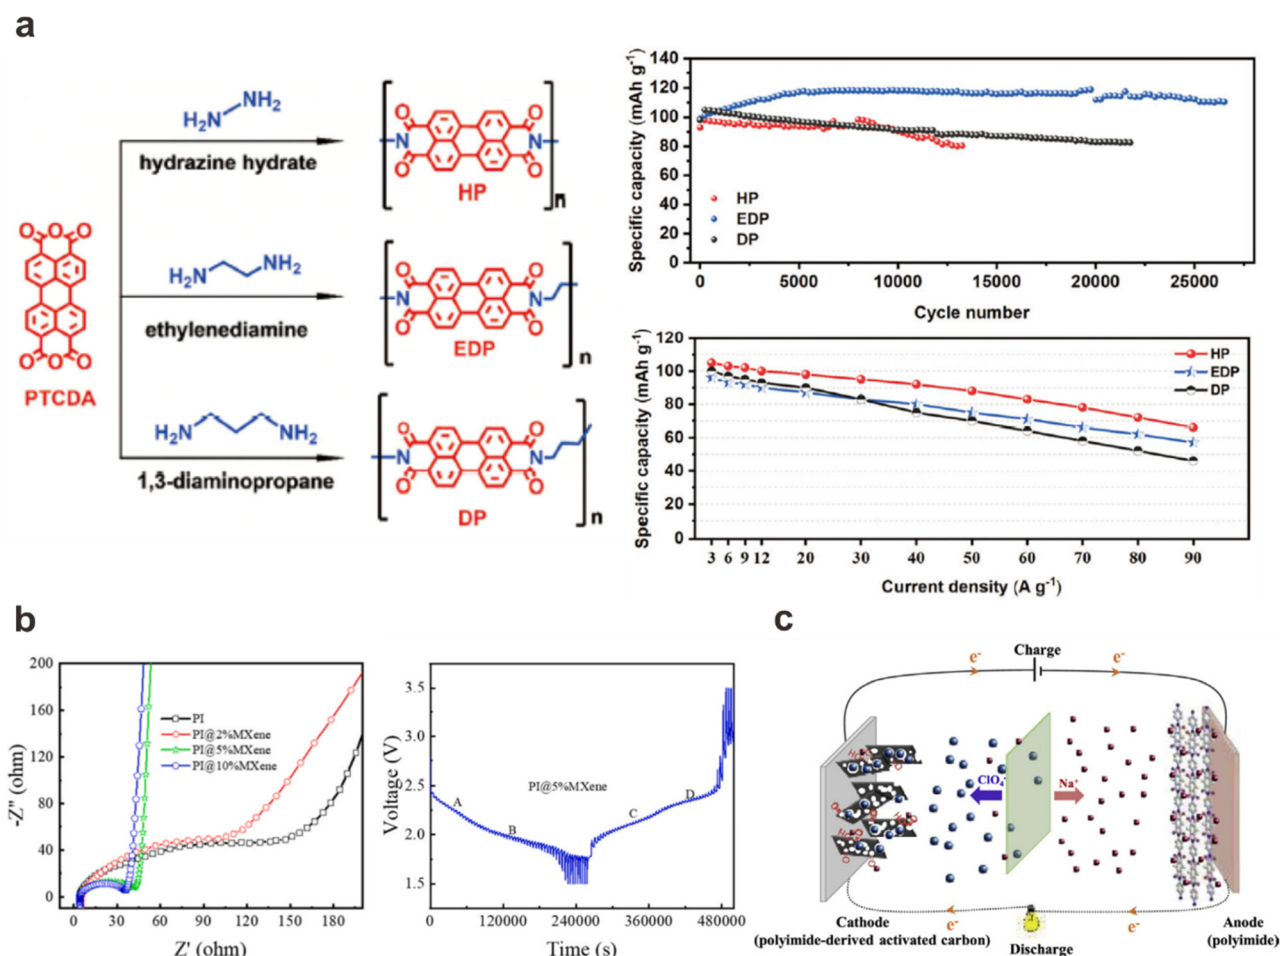 a
H₂N NH₂
hydrazine hydrate
O O O
O N N O
O O
HP
n
H₂N NH₂
ethylenediamine
O O
N N
O O
EDP
n
PTCDA
O O O
H₂N NH₂
1,3-diaminopropane
O O
N N
O O
DP
n
Specific capacity (mAh g⁻¹)
140
120
100
80
60
40
20
0
HP
EDP
DP
0 5000 10000 15000 20000 25000
Cycle number
Specific capacity (mAh g⁻¹)
120
100
80
60
40
20
0
HP
EDP
DP
3 6 9 12 20 30 40 50 60 70 80 90
Current density (A g⁻¹)
b
-Z'' (ohm)
200
160
120
80
40
0
PI
PI@2%MXene
PI@5%MXene
PI@10%MXene
0 30 60 90 120 150 180
Z' (ohm)
Voltage (V)
3.5
3.0
2.5
2.0
1.5
A
B
PI@5%MXene
C
D
0 120000 240000 360000 480000
Time (s)
c
Charge
e⁻ e⁻
ClO₄⁻
Na⁺
e⁻ e⁻
Cathode
(polyimide-derived activated carbon)
Discharge
Anode
(polyimide)